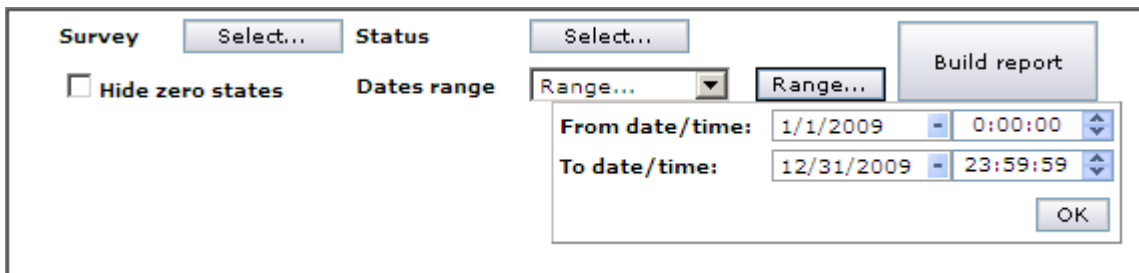 Survey Select... Status Select... Build report
Hide zero states Dates range Range... Range...
From date/time: 1/1/2009 - 0:00:00
To date/time: 12/31/2009 - 23:59:59
OK